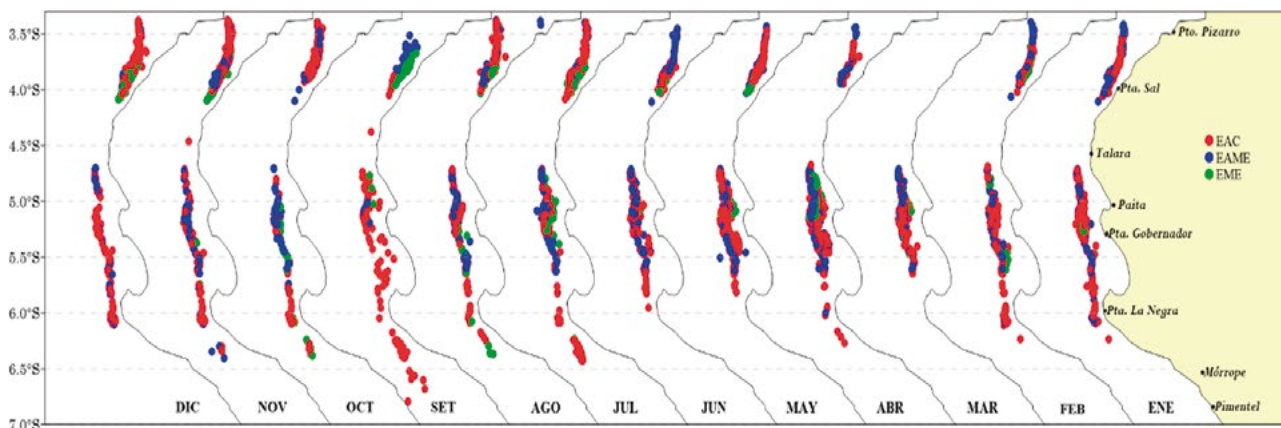 3.5°S
Pto. Pizarro
4.0°S
Pta. Sal
4.5°S
Talara
EAC
EAME
EME
5.0°S
Paita
Pta. Gobernador
5.5°S
6.0°S
Pta. La Negra
6.5°S
Mórrope
DIC NOV OCT SET AGO JUL JUN MAY ABR MAR FEB ENE
Pimentel
7.0°S